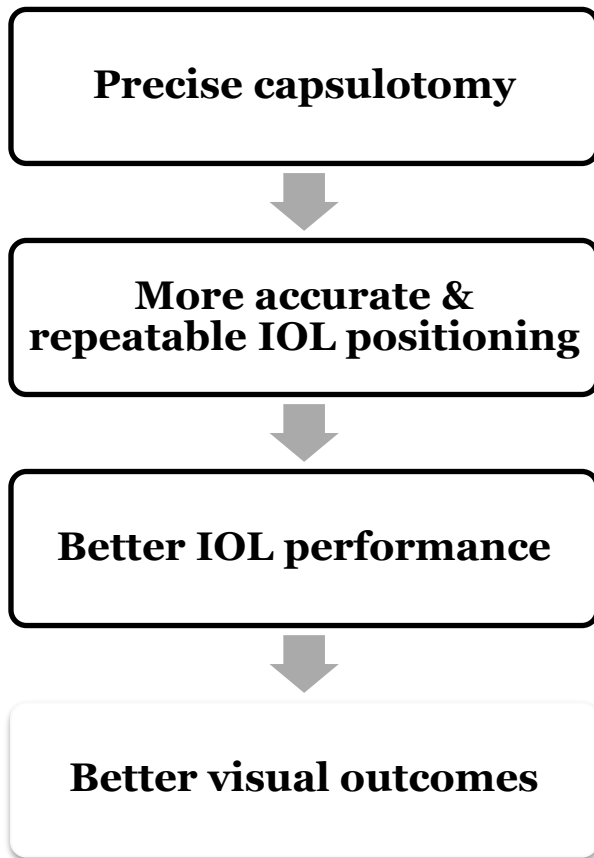 Precise capsulotomy
More accurate &
repeatable IOL positioning
Better IOL performance
Better visual outcomes